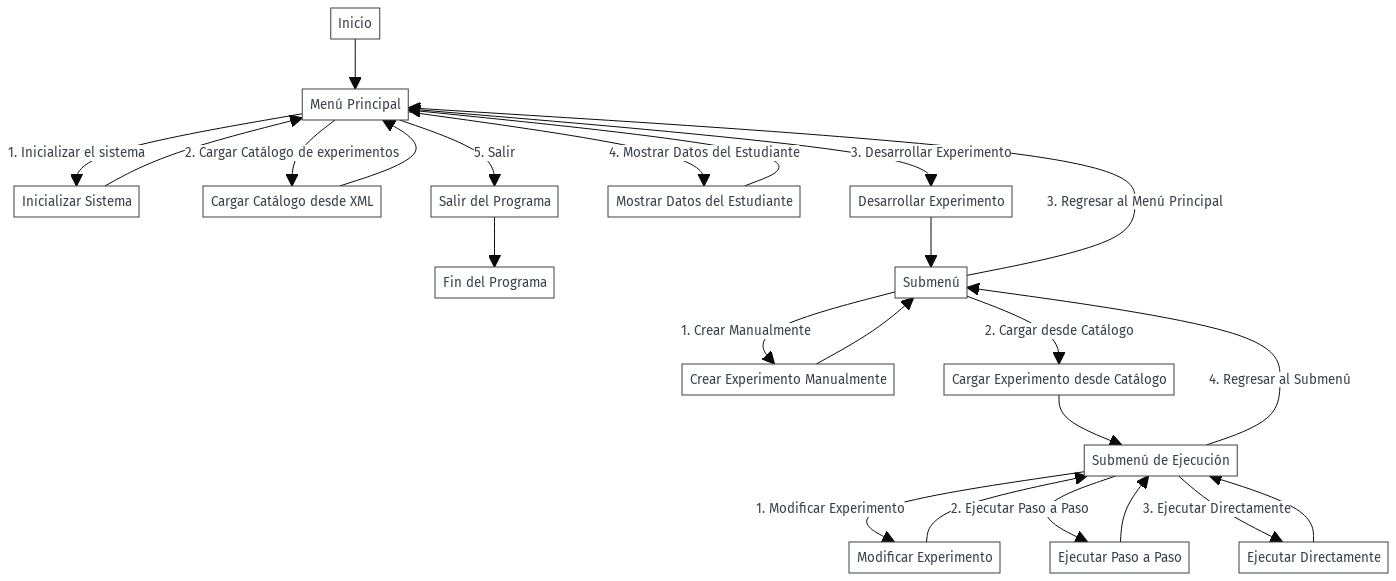 Inicio
Menú Principal
1. Inicializar el sistema
2. Cargar Catálogo de experimentos
5. Salir
4. Mostrar Datos del Estudiante
3. Desarrollar Experimento
Inicializar Sistema
Cargar Catálogo desde XML
Salir del Programa
Mostrar Datos del Estudiante
Desarrollar Experimento
3. Regresar al Menú Principal
Fin del Programa
Submenú
1. Crear Manualmente
2. Cargar desde Catálogo
Crear Experimento Manualmente
Cargar Experimento desde Catálogo
4. Regresar al Submenú
Submenú de Ejecución
1. Modificar Experimento
2. Ejecutar Paso a Paso
3. Ejecutar Directamente
Modificar Experimento
Ejecutar Paso a Paso
Ejecutar Directamente